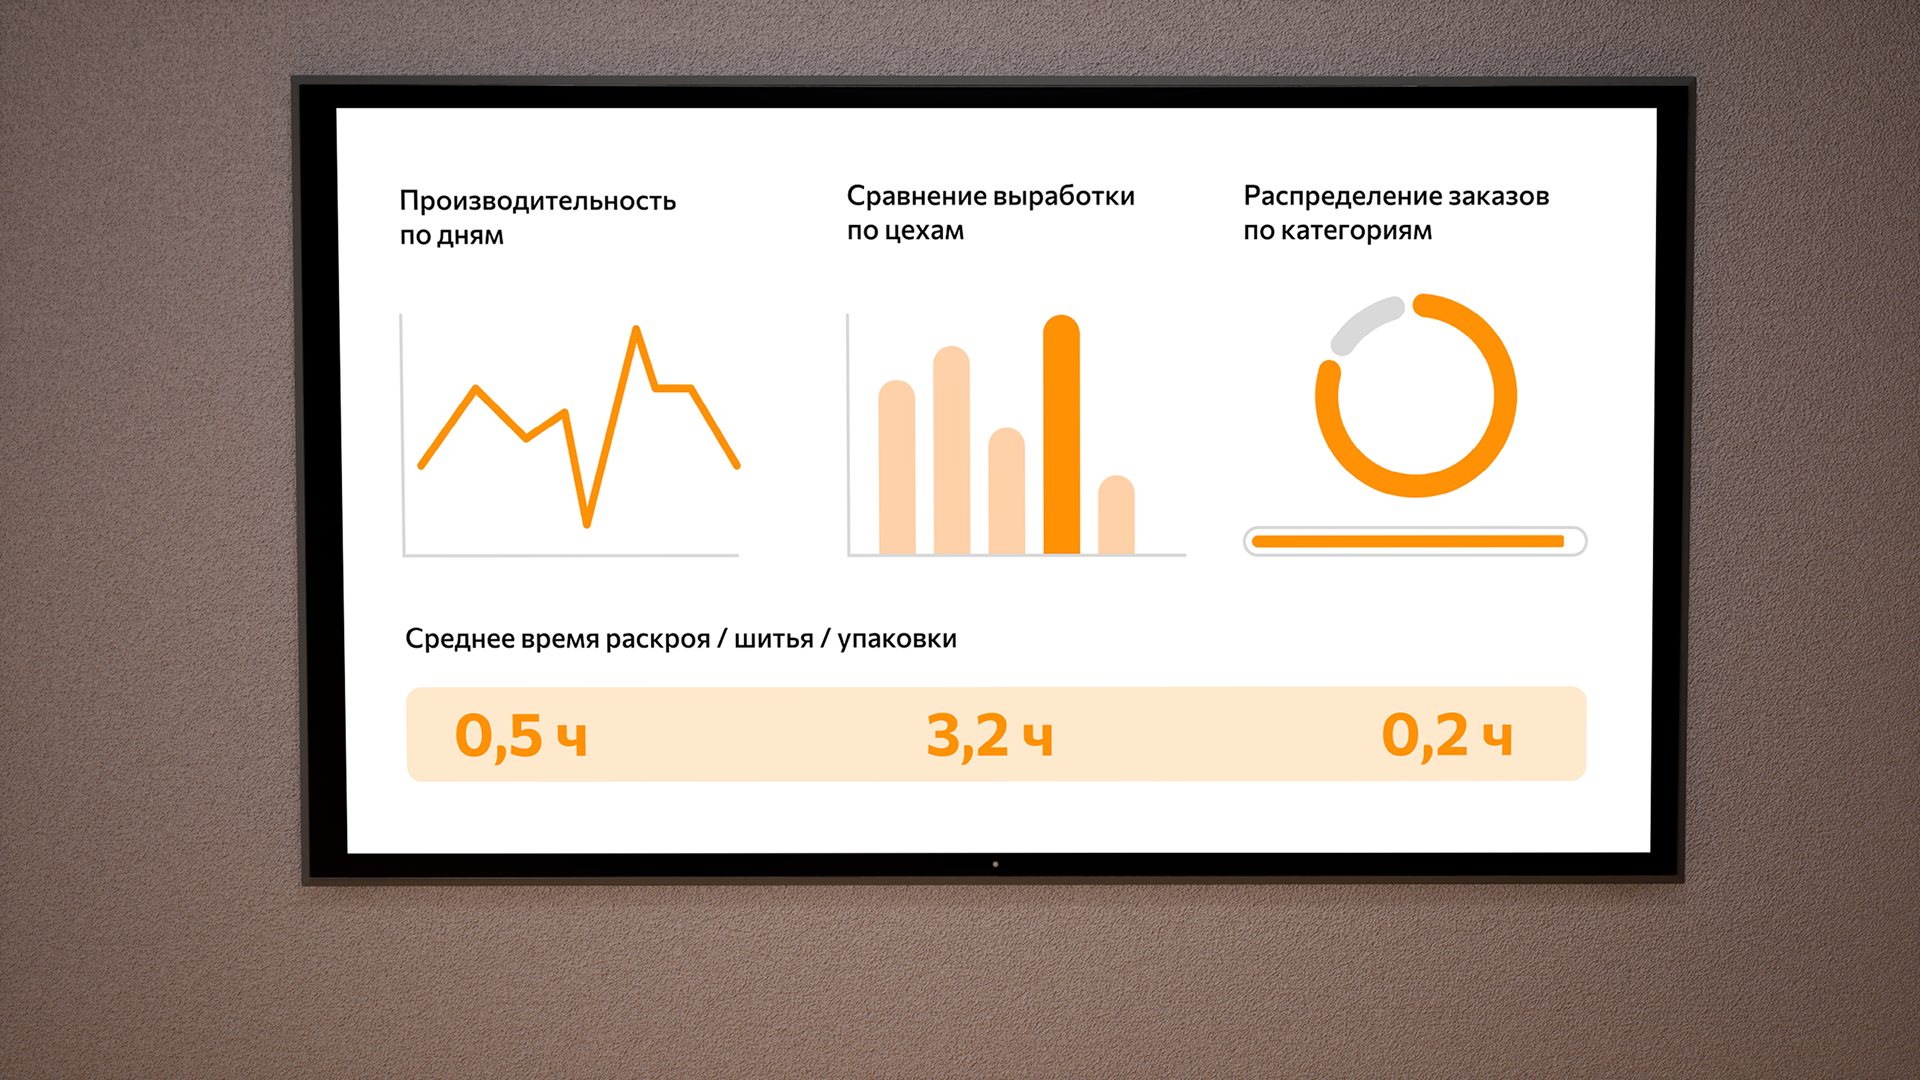 Производительность
по дням
Сравнение выработки
по цехам
Распределение заказов
по категориям
Среднее время раскроя / шитья / упаковки
0,5 ч
3,2 ч
0,2 ч